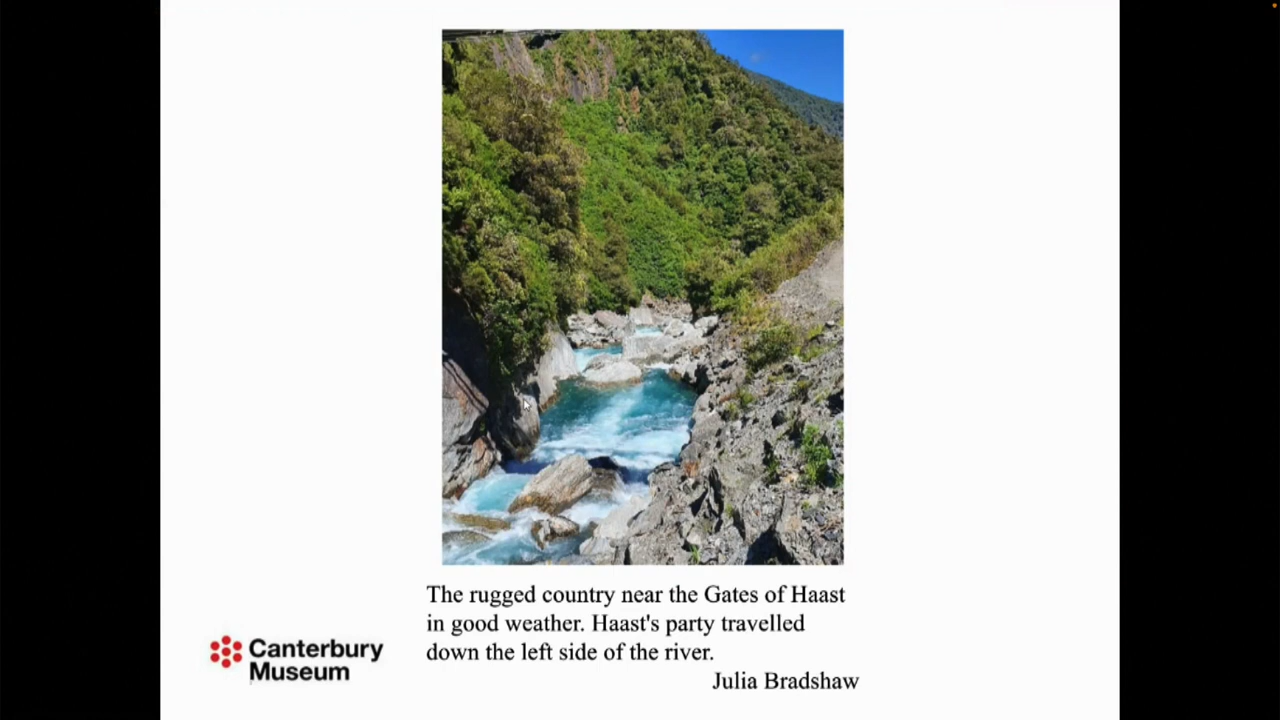 The rugged country near the Gates of Haast
in good weather. Haast's party travelled
down the left side of the river.
Julia Bradshaw
Canterbury
Museum